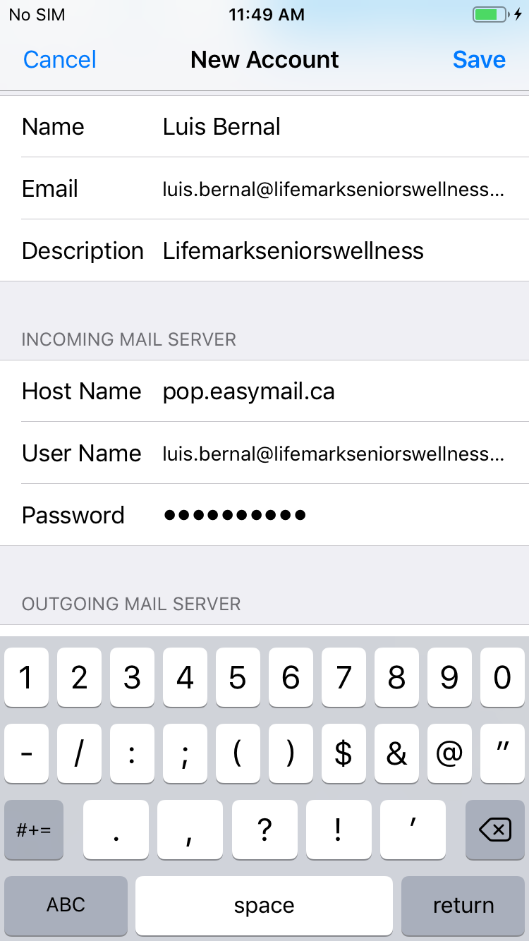 No SIM 11:49 AM
Cancel New Account Save
Name Luis Bernal
Email luis.bernal@lifemarkseniorswellness...
Description Lifemarkseniorswellness
INCOMING MAIL SERVER
Host Name pop.easymail.ca
User Name luis.bernal@lifemarkseniorswellness...
Password ●●●●●●●●●●
OUTGOING MAIL SERVER
1 2 3 4 5 6 7 8 9 0
- / : ; ( ) $ & @ "
#+= . , ? ! '
ABC space return